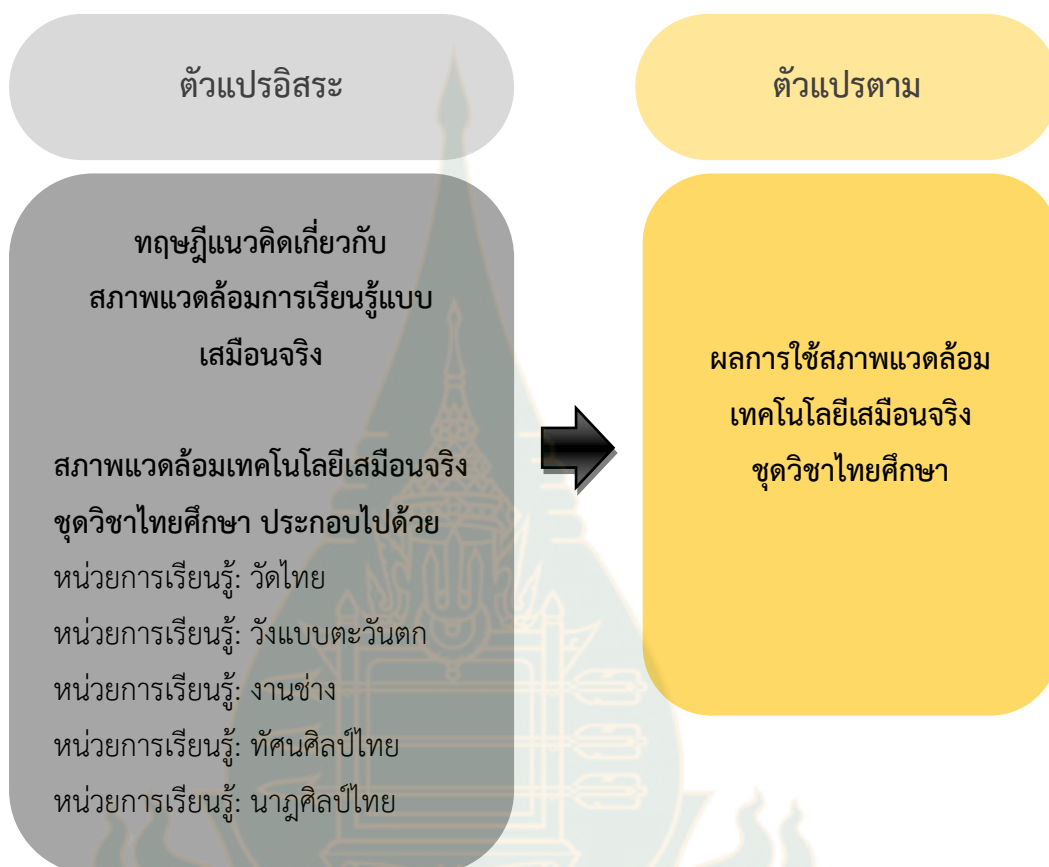 ตัวแปรอิสระ
ทฤษฎีแนวคิดเกี่ยวกับ
สภาพแวดล้อมการเรียนรู้แบบ
เสมือนจริง
สภาพแวดล้อมเทคโนโลยีเสมือนจริง
ชุดวิชาไทยศึกษา ประกอบไปด้วย
หน่วยการเรียนรู้: วัดไทย
หน่วยการเรียนรู้: วังแบบตะวันตก
หน่วยการเรียนรู้: งานช่าง
หน่วยการเรียนรู้: ทัศนศิลป์ไทย
หน่วยการเรียนรู้: นาฏศิลป์ไทย
ตัวแปรตาม
ผลการใช้สภาพแวดล้อม
เทคโนโลยีเสมือนจริง
ชุดวิชาไทยศึกษา